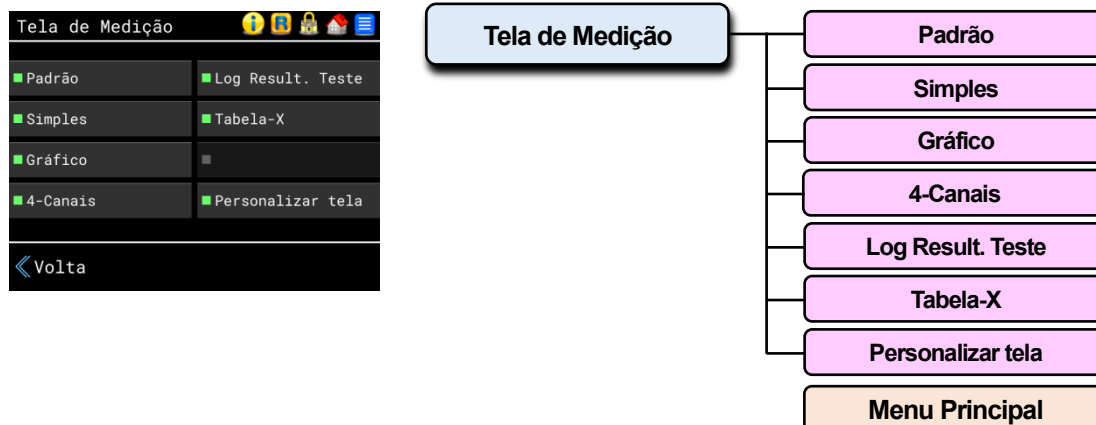 Tela de Medição
Padrão
Log Result. Teste
Simples
Tabela-X
Gráfico
4-Canais
Personalizar tela
Volta
Tela de Medição
Padrão
Simples
Gráfico
4-Canais
Log Result. Teste
Tabela-X
Personalizar tela
Menu Principal